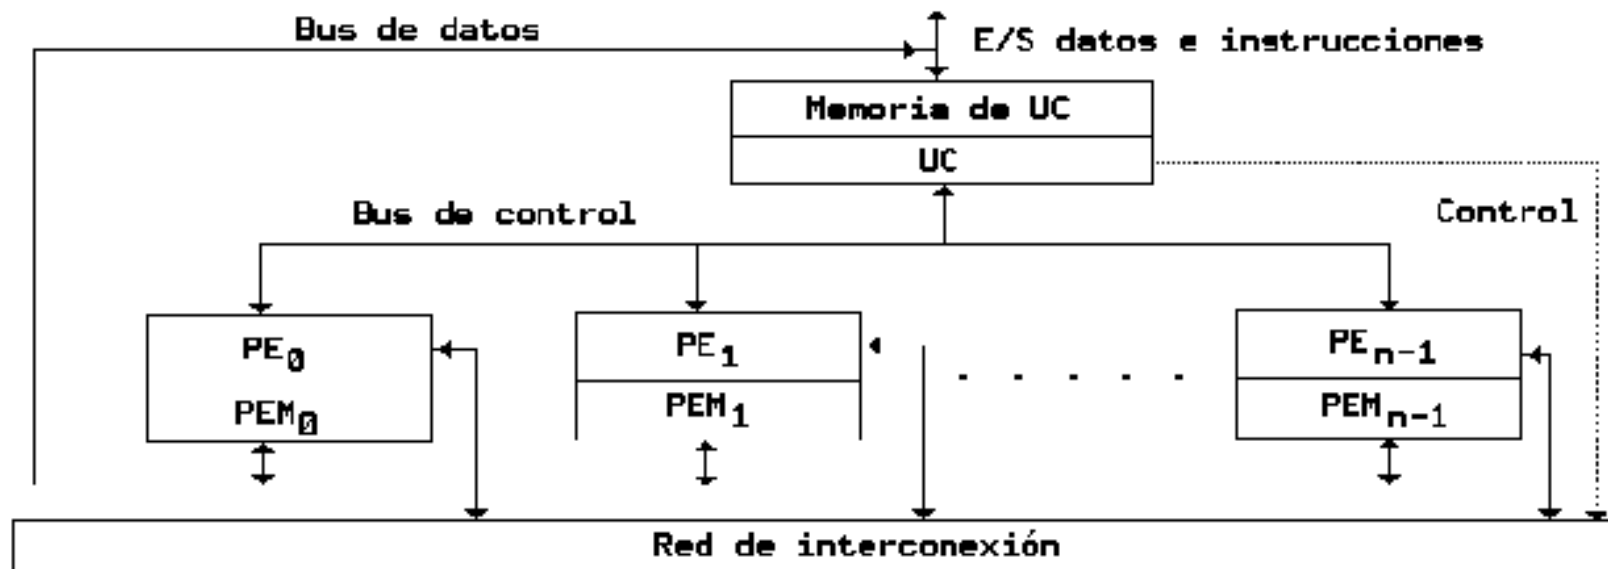 Bus de datos
E/S datos e instrucciones
Memoria de UC
UC
Bus de control
Control
PE0
PEM0
PE1
PEM1
PEn-1
PEMn-1
Red de interconexión